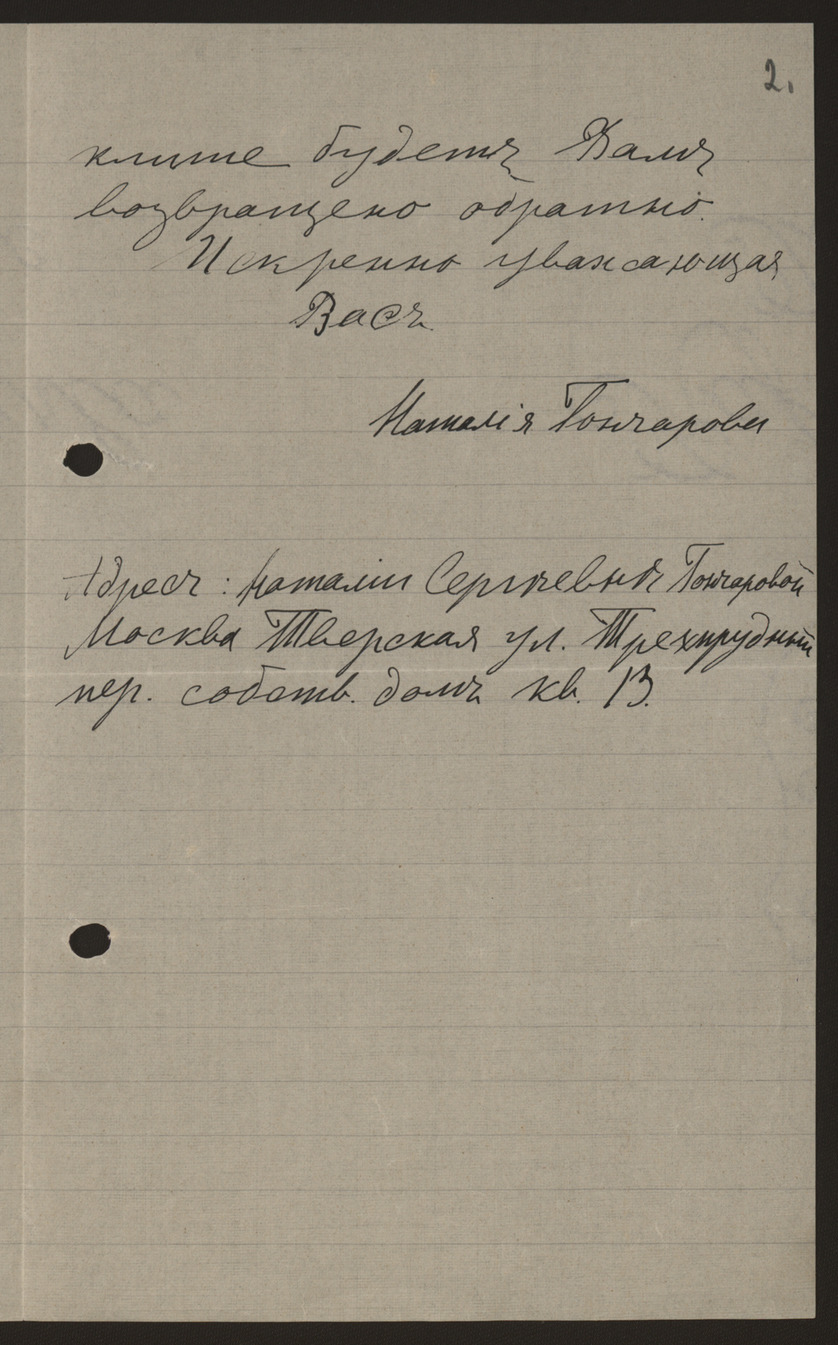 2.
клише будетъ Вамъ
возвращено обратно.
Искренно уважающая
Васъ.
Наталія Гончарова
Адресъ: Наталіи Сергѣевнѣ Гончаровой
Москва Тверская ул. Трехпрудный
пер. собств. домъ кв. 13.